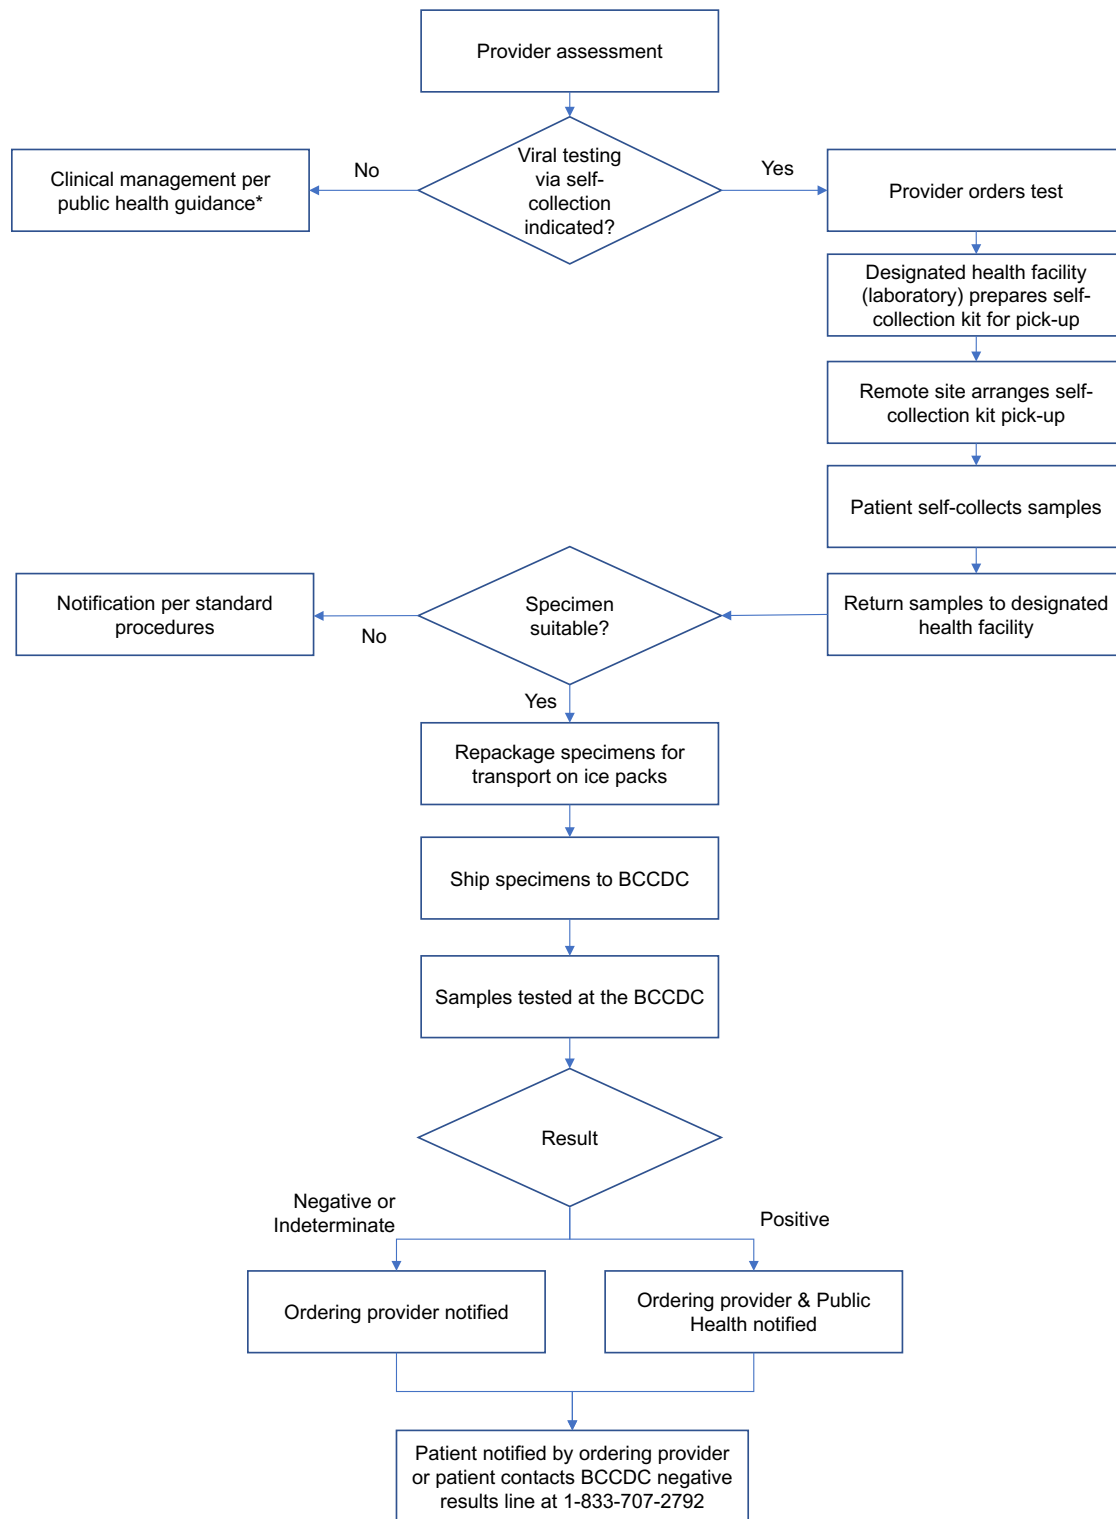 Provider assessment
Viral testing
via self-
collection
indicated?
No
Yes
Clinical management per
public health guidance*
Provider orders test
Designated health facility
(laboratory) prepares self-
collection kit for pick-up
Remote site arranges self-
collection kit pick-up
Patient self-collects samples
Return samples to designated
health facility
Specimen
suitable?
No
Notification per standard
procedures
Yes
Repackage specimens for
transport on ice packs
Ship specimens to BCCDC
Samples tested at the BCCDC
Result
Negative or
Indeterminate
Positive
Ordering provider notified
Ordering provider & Public
Health notified
Patient notified by ordering provider
or patient contacts BCCDC negative
results line at 1-833-707-2792